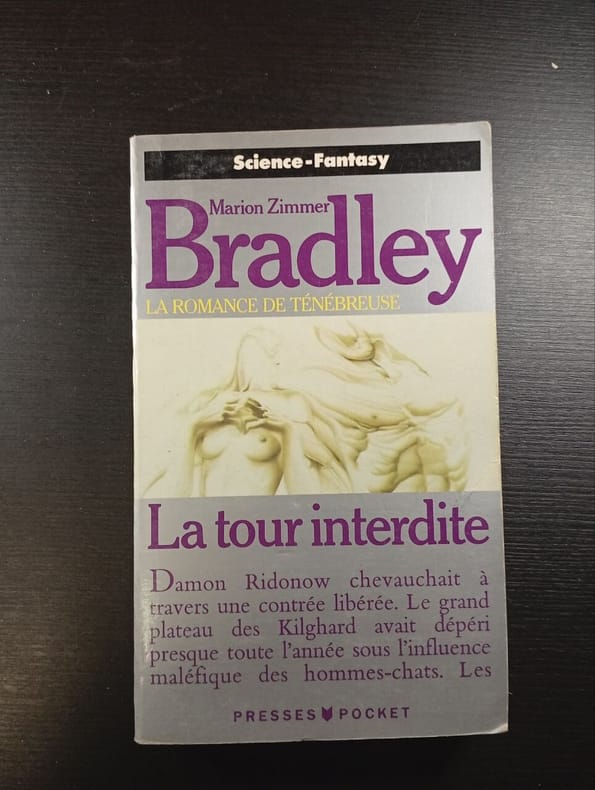 Science-Fantasy
Marion Zimmer
Bradley
LA ROMANCE DE TÉNÉBREUSE
La tour interdite
Damon Ridonow chevauchait à
travers une contrée libérée. Le grand
plateau des Kilghard avait dépéri
presque toute l'année sous l'influence
maléfique des hommes-chats. Les
PRESSES POCKET